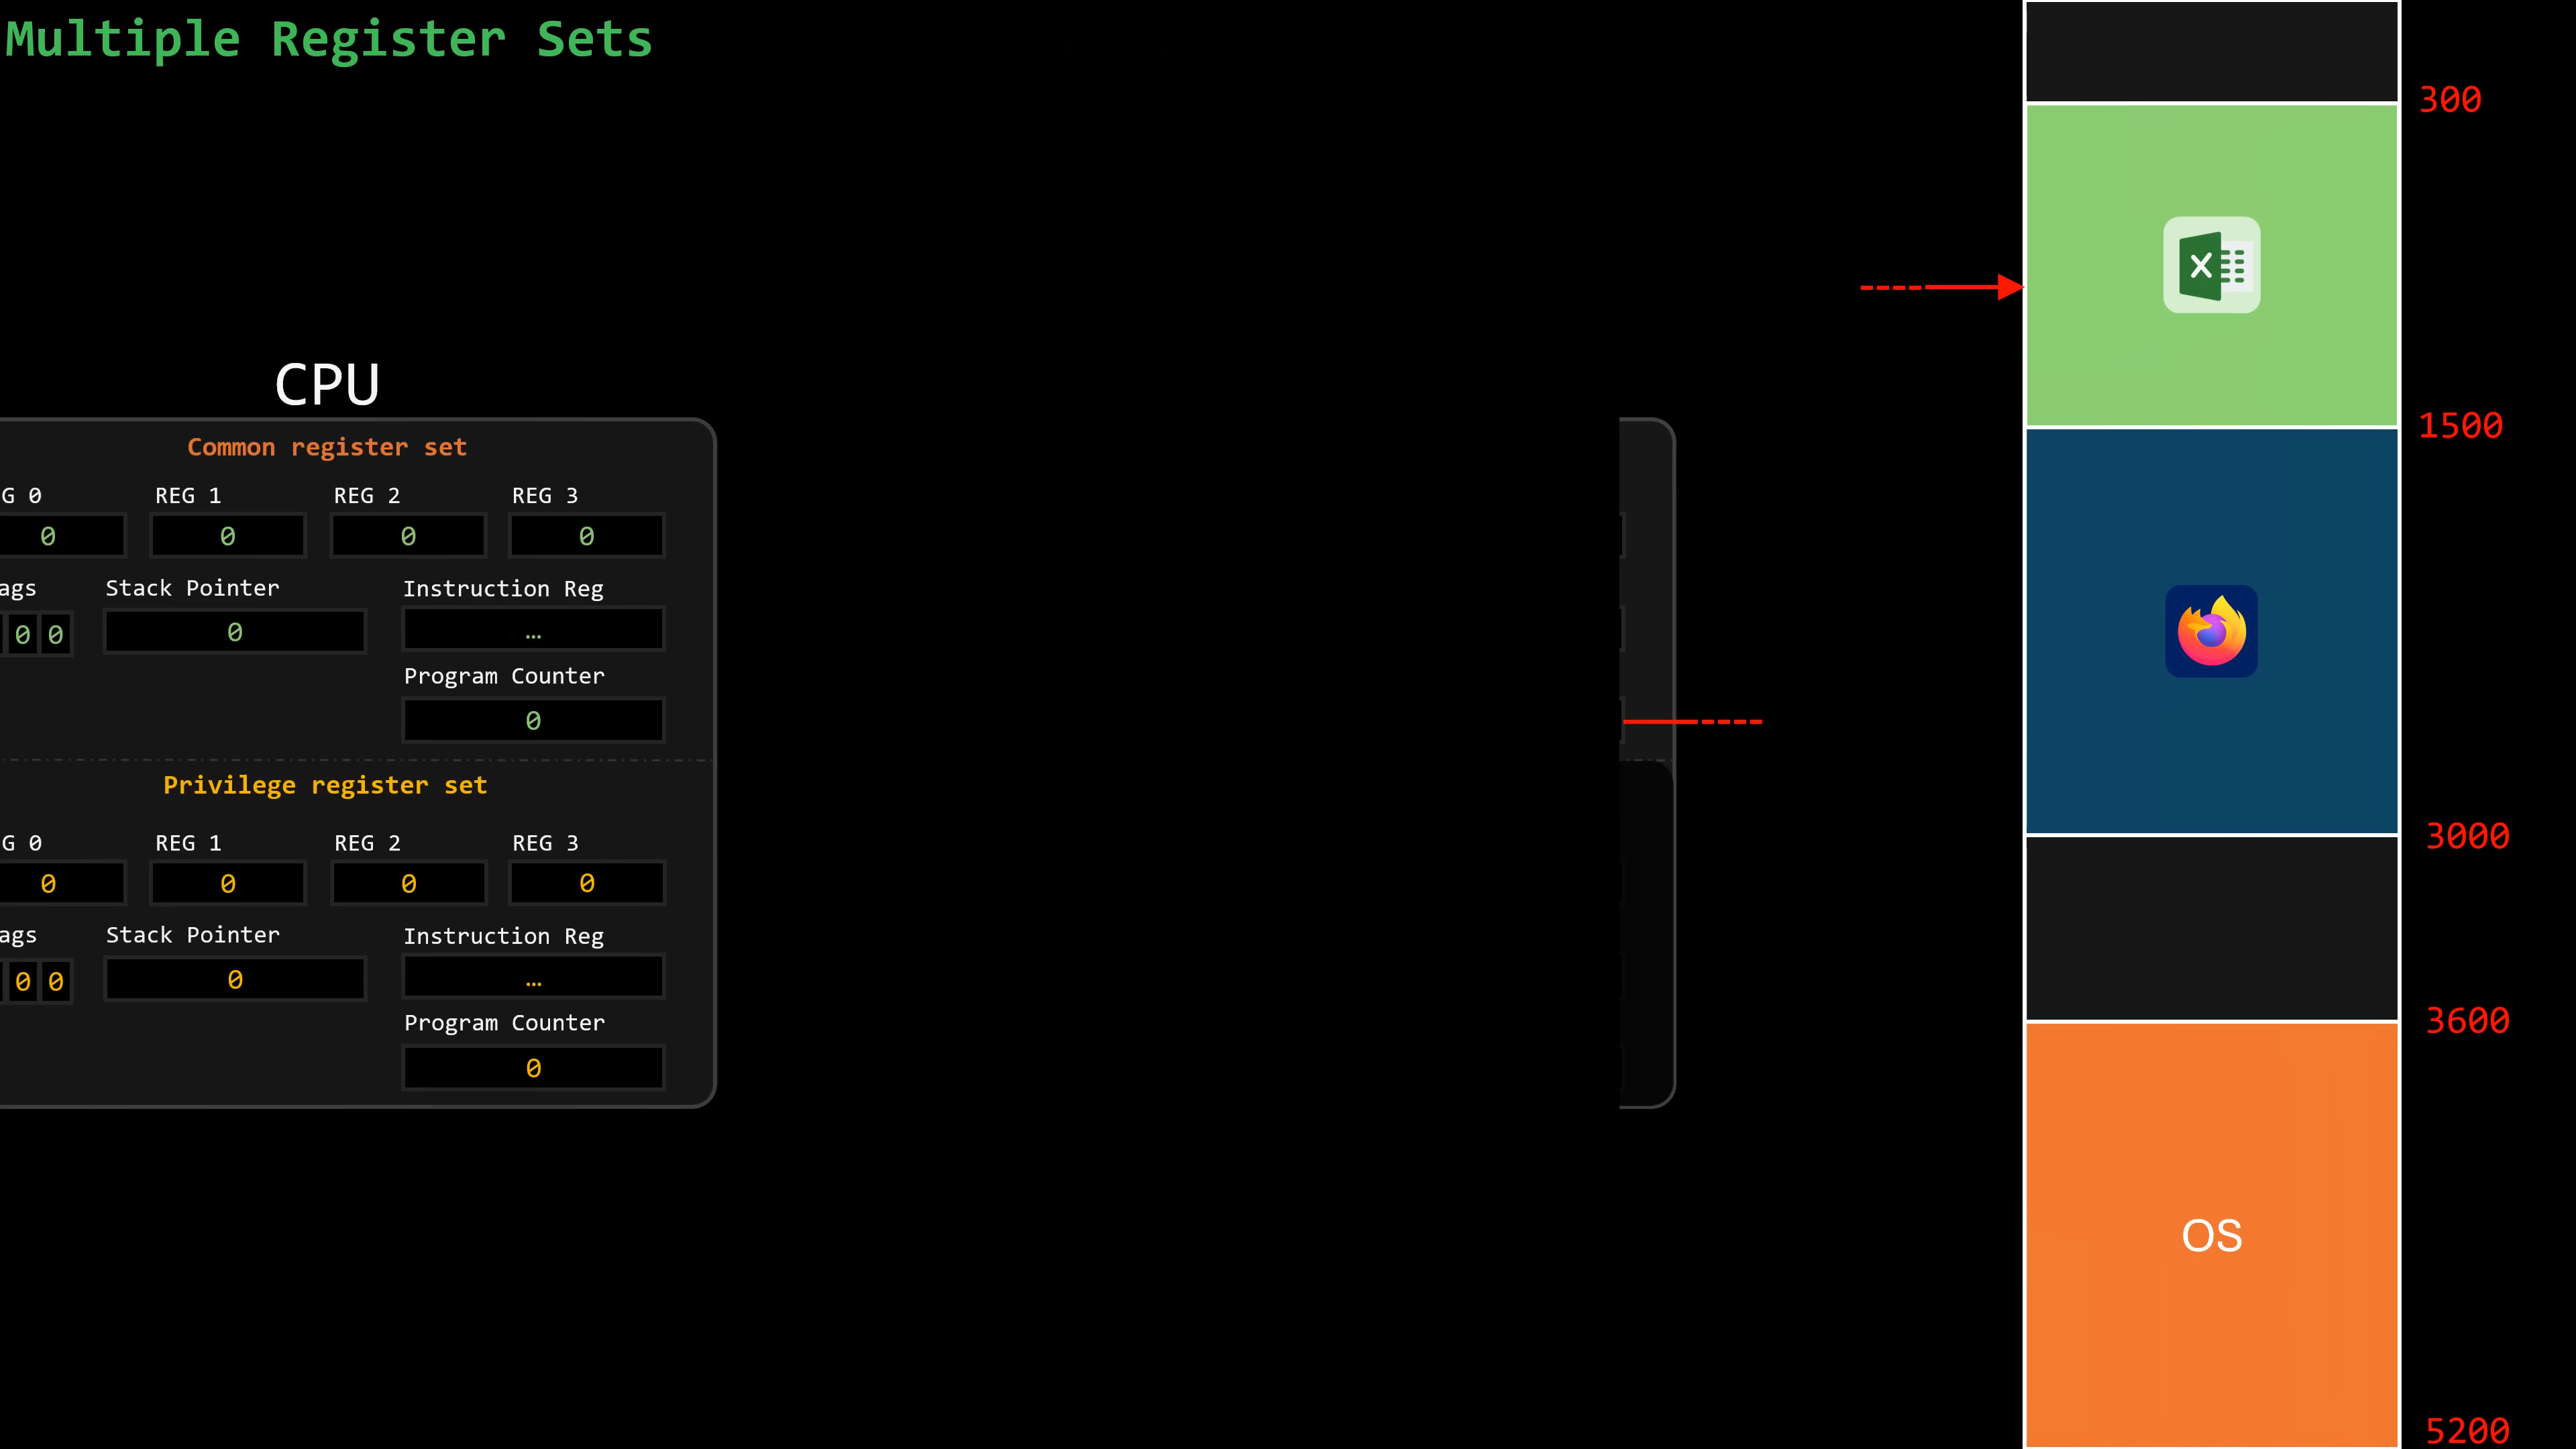 Multiple Register Sets
CPU
Common register set
G 0 REG 1 REG 2 REG 3
0 0 0 0
ags Stack Pointer Instruction Reg
0 0 0 …
Program Counter
0
Privilege register set
G 0 REG 1 REG 2 REG 3
0 0 0 0
ags Stack Pointer Instruction Reg
0 0 0 …
Program Counter
0
300
X
1500
3000
3600
OS
5200